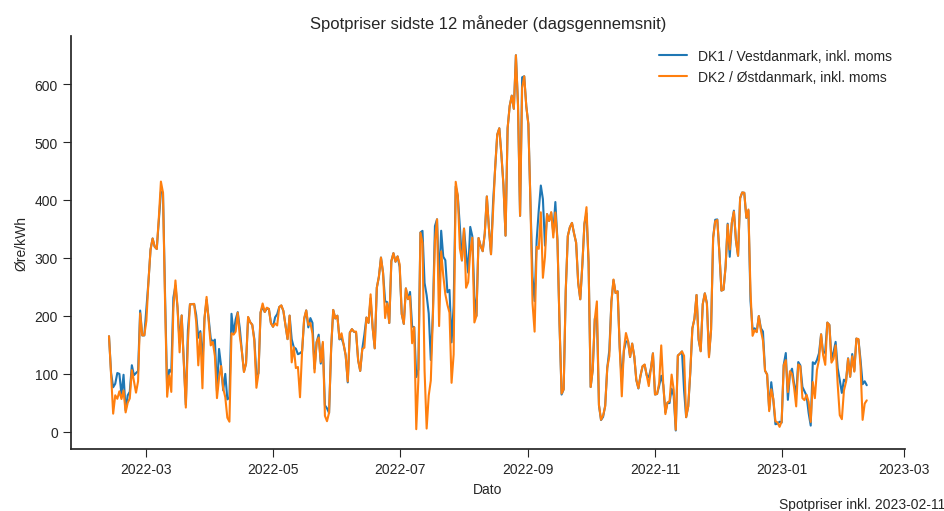 Spotpriser sidste 12 måneder (dagsgennemsnit)
DK1 / Vestdanmark, inkl. moms
DK2 / Østdanmark, inkl. moms
Øre/kWh
600
500
400
300
200
100
0
2022-03
2022-05
2022-07
2022-09
2022-11
2023-01
2023-03
Dato
Spotpriser inkl. 2023-02-11